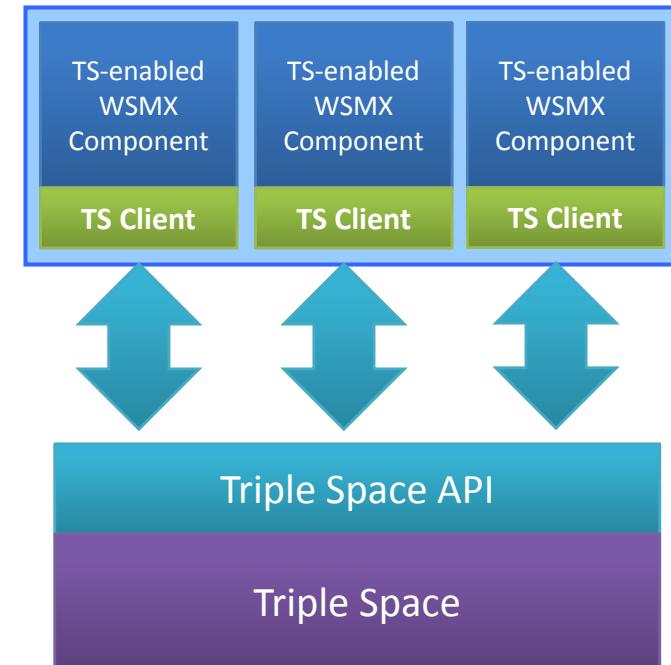 TS-enabled
WSMX
Component
TS Client
TS-enabled
WSMX
Component
TS Client
TS-enabled
WSMX
Component
TS Client
Triple Space API
Triple Space